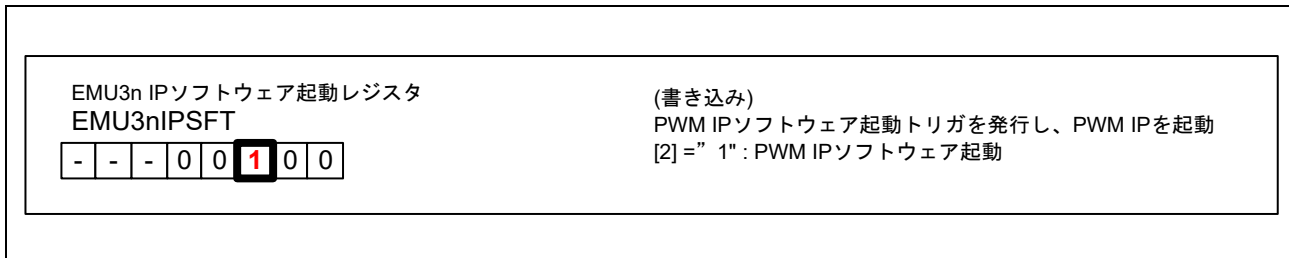 EMU3n IPソフトウェア起動レジスタ
EMU3nIPSFT
- - - 0 0 1 0 0
(書き込み)
PWM IPソフトウェア起動トリガを発行し、PWM IPを起動
[2] =”1" : PWM IPソフトウェア起動